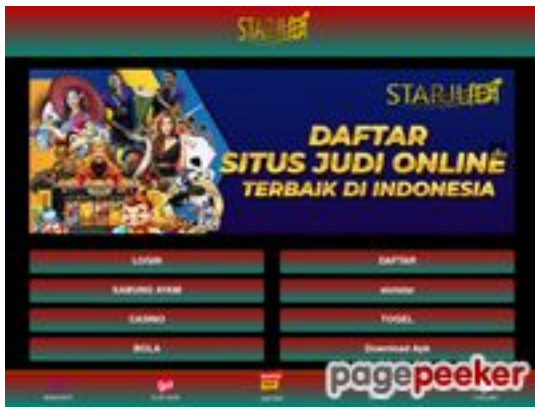 STARJUDI
STARJUDI
DAFTAR
SITUS JUDI ONLINE
TERBAIK DI INDONESIA
LOGIN
DAFTAR
SABUNG AYAM
CASINO
TOGEL
BOLA
Download Apk
pagepeeker